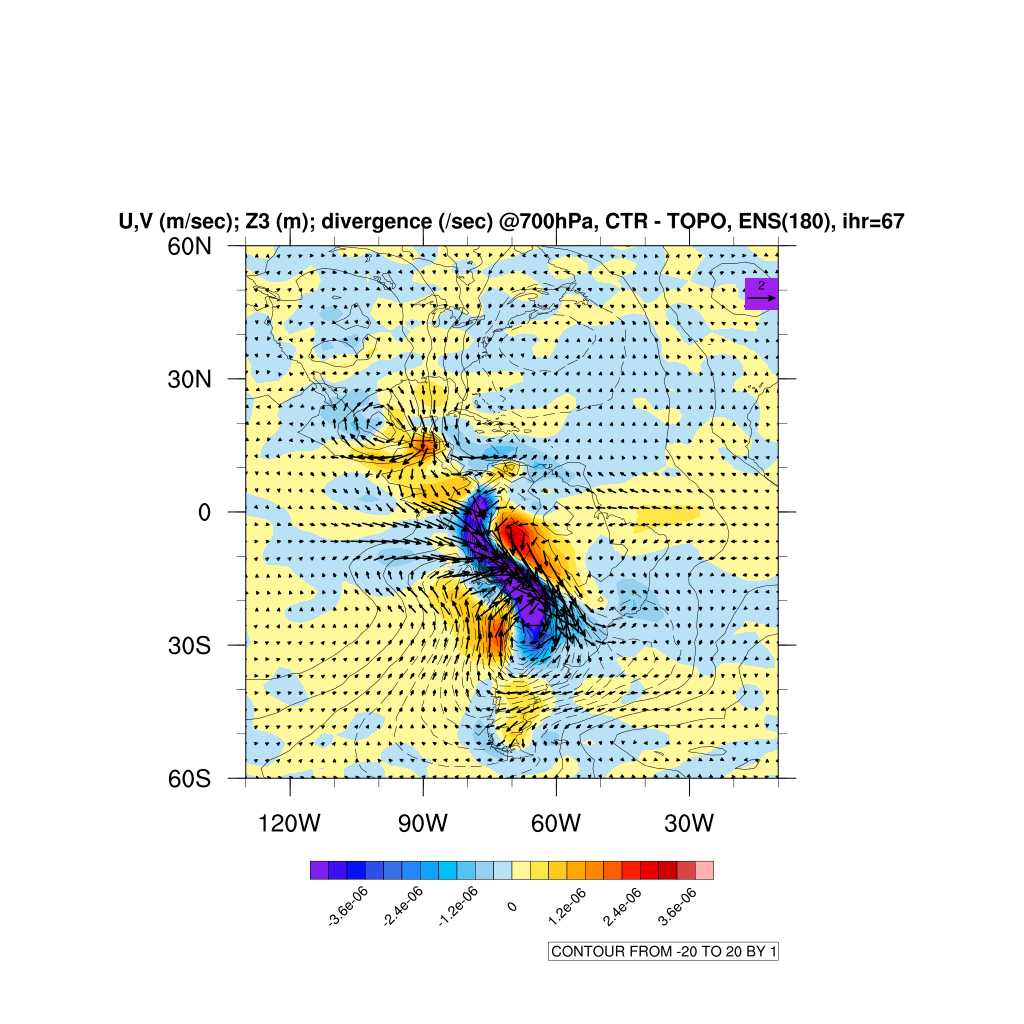 U,V (m/sec); Z3 (m); divergence (/sec) @700hPa, CTR - TOPO, ENS(180), ihr=67
60N
2
30N
0
30S
60S
120W 90W 60W 30W
-3.6e-06 -2.4e-06 -1.2e-06 0 1.2e-06 2.4e-06 3.6e-06
CONTOUR FROM -20 TO 20 BY 1